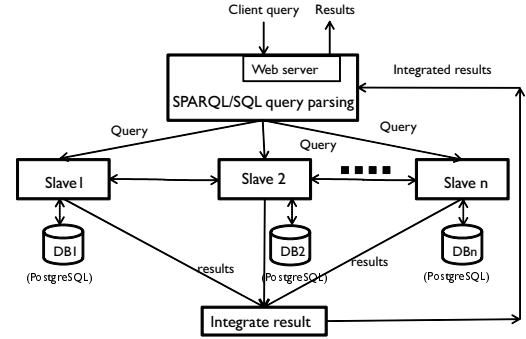 Client query
Results
Web server
SPARQL/SQL query parsing
Integrated results
Query
Query
Query
Slave1
Slave 2
Slave n
DB1
DB2
DBn
(PostgreSQL)
(PostgreSQL)
(PostgreSQL)
results
results
Integrate result